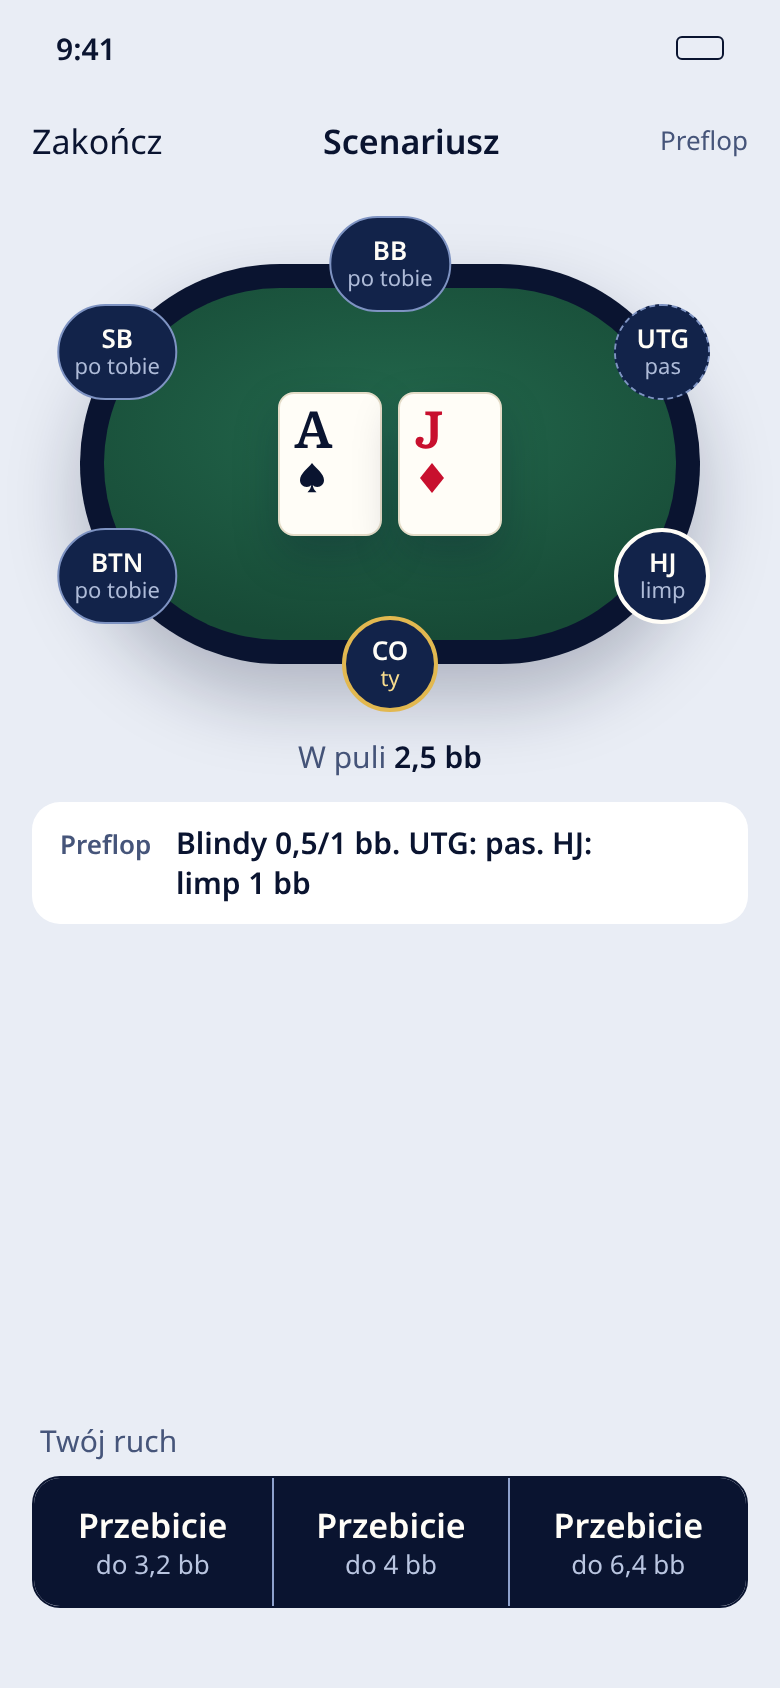 9:41
Zakończ
Scenariusz
Preflop
BB
po tobie
SB
po tobie
UTG
pas
A
♠
J
♦
BTN
po tobie
HJ
limp
CO
ty
W puli 2,5 bb
Preflop
Blindy 0,5/1 bb. UTG: pas. HJ:
limp 1 bb
Twój ruch
Przebicie
do 3,2 bb
Przebicie
do 4 bb
Przebicie
do 6,4 bb